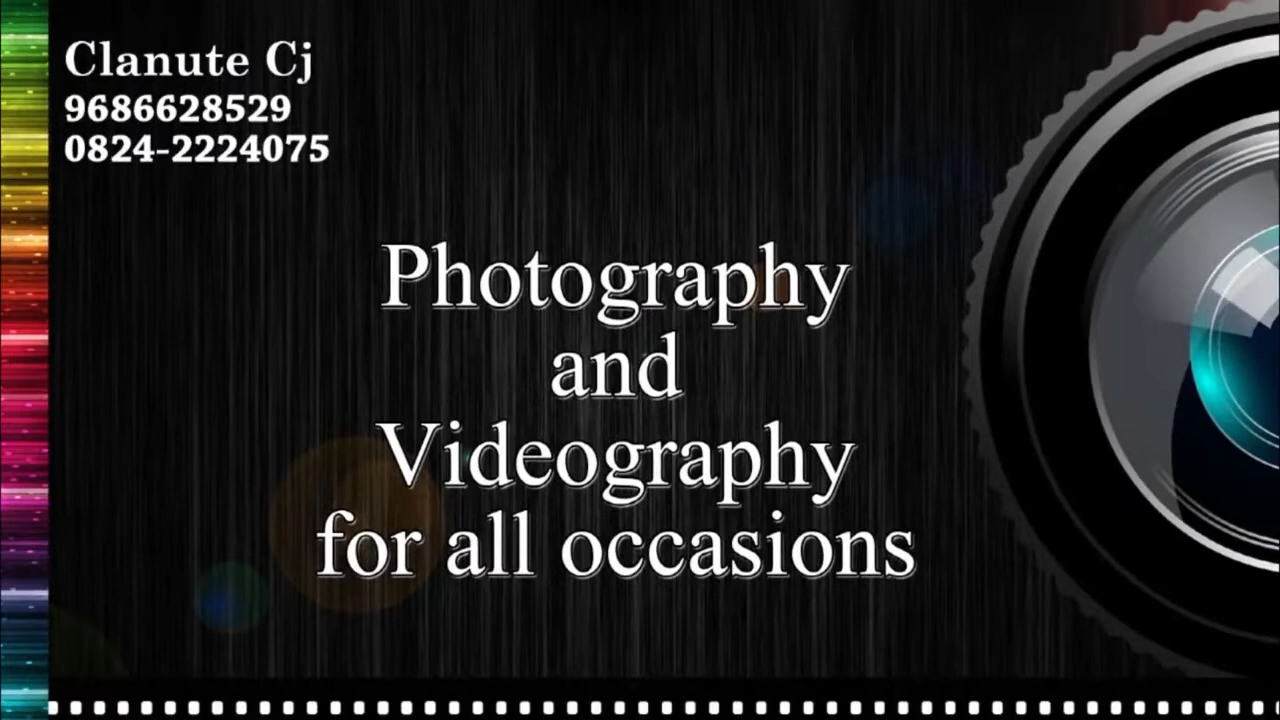 Clanute Cj
9686628529
0824-2224075
Photography
and
Videography
for all occasions